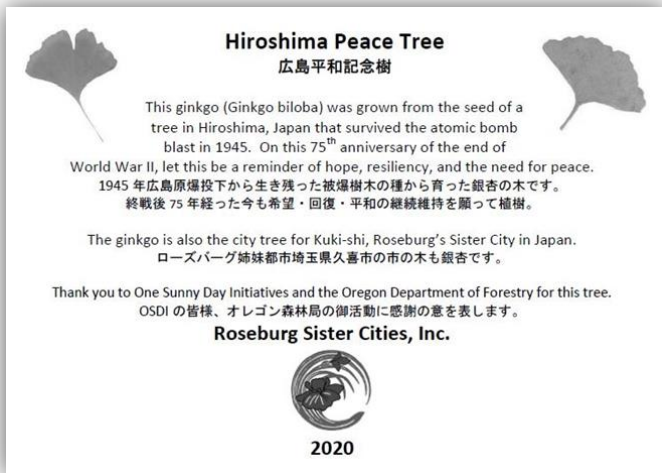 Hiroshima Peace Tree
広島平和記念樹
This ginkgo (Ginkgo biloba) was grown from the seed of a
tree in Hiroshima, Japan that survived the atomic bomb
blast in 1945. On this 75th anniversary of the end of
World War II, let this be a reminder of hope, resiliency, and the need for peace.
1945 年広島原爆投下から生き残った被爆樹木の種から育った銀杏の木です。
終戦後 75 年経った今も希望・回復・平和の継続維持を願って植樹。
The ginkgo is also the city tree for Kuki-shi, Roseburg's Sister City in Japan.
ローズバーグ姉妹都市埼玉県久喜市の市の木も銀杏です。
Thank you to One Sunny Day Initiatives and the Oregon Department of Forestry for this tree.
OSDI の皆様、オレゴン森林局の御活動に感謝の意を表します。
Roseburg Sister Cities, Inc.
2020